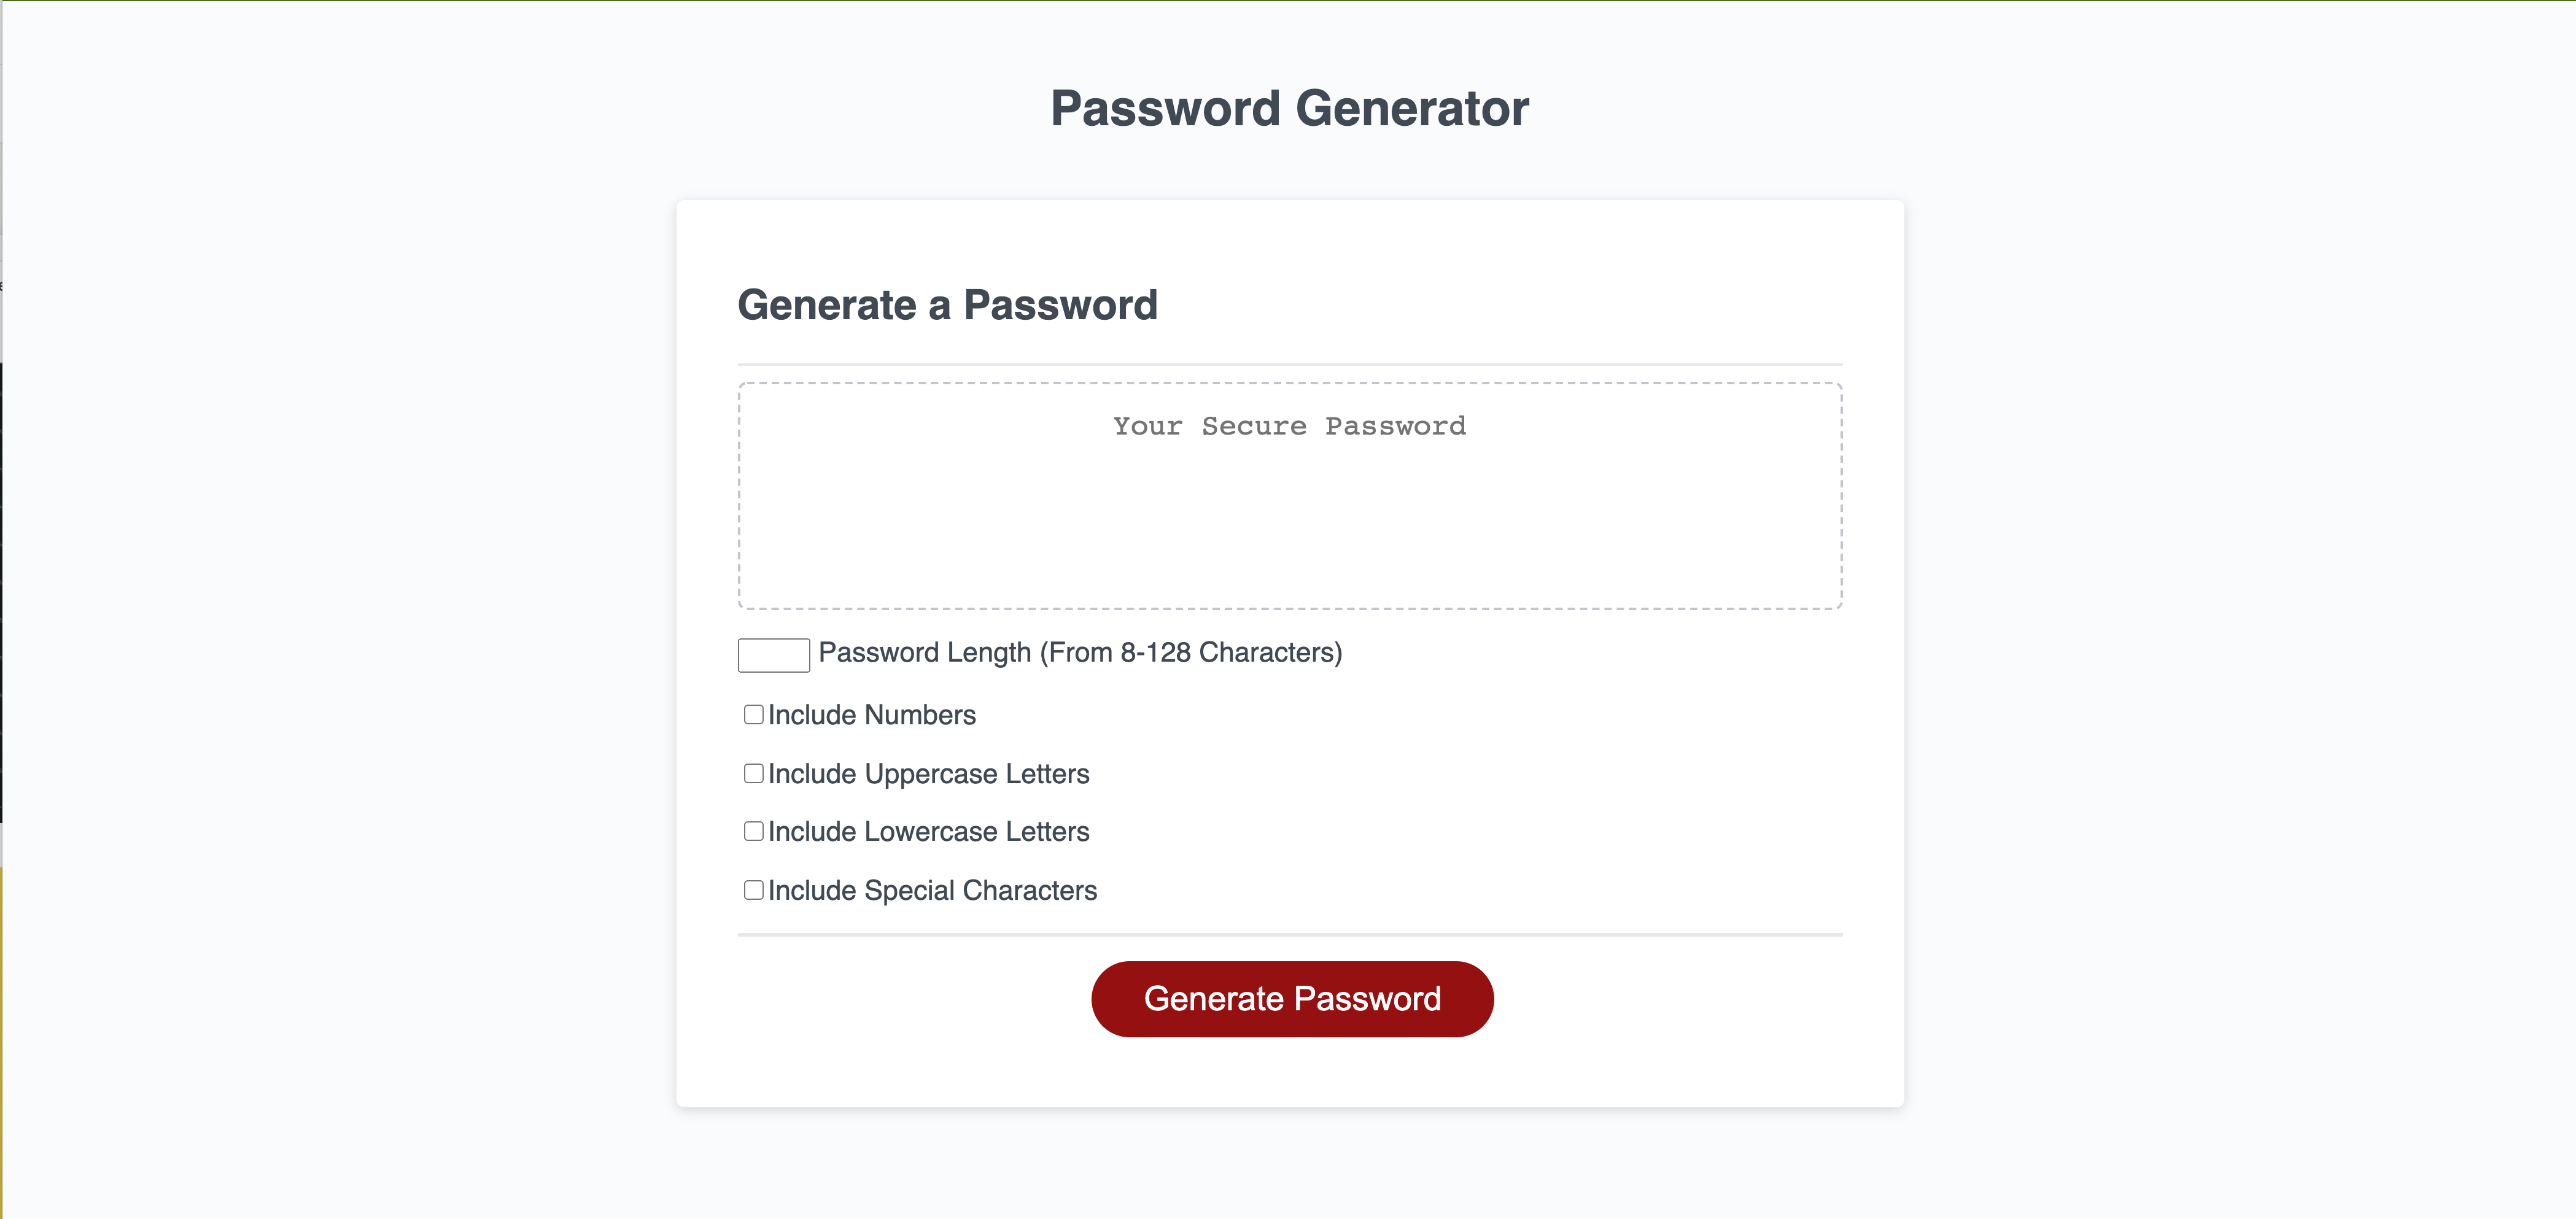 Password Generator
Generate a Password
Your Secure Password
Password Length (From 8-128 Characters)
Include Numbers
Include Uppercase Letters
Include Lowercase Letters
Include Special Characters
Generate Password